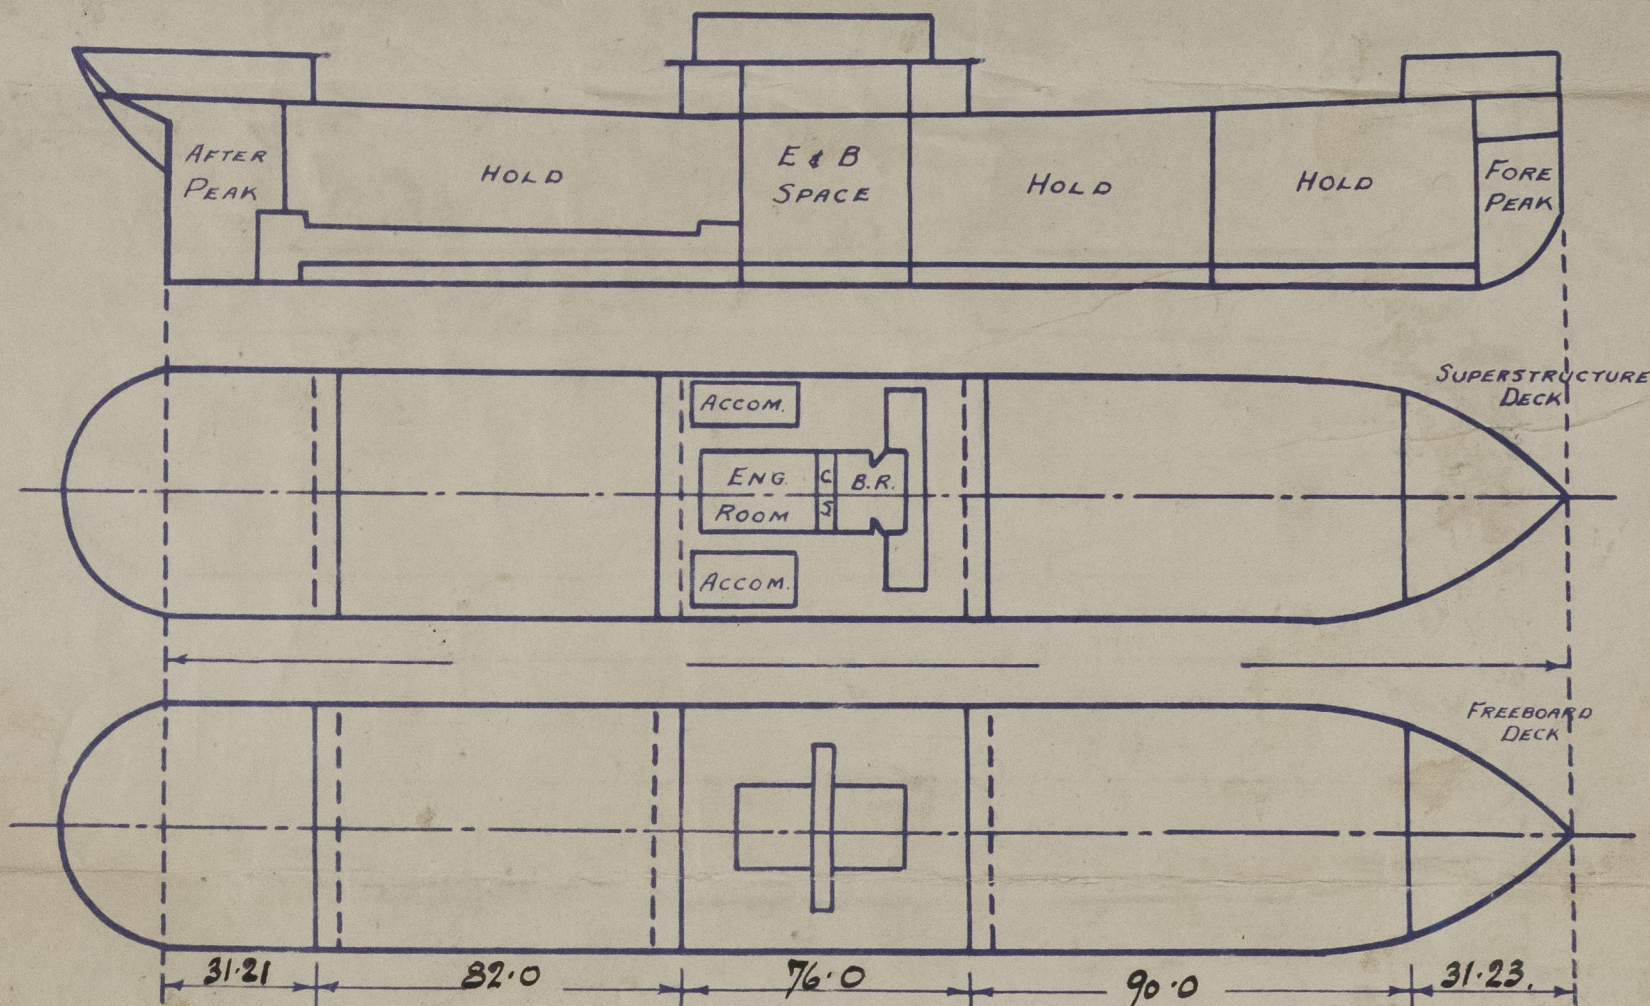 AFTER
PEAK
HOLD
E & B
SPACE
HOLD
HOLD
FORE
PEAK
SUPERSTRUCTURE
DECK
ACCOM.
ENG.
ROOM
C
S
B.R.
ACCOM.
FREEBOARD
DECK
31·21
82·0
76·0
90·0
31·23.